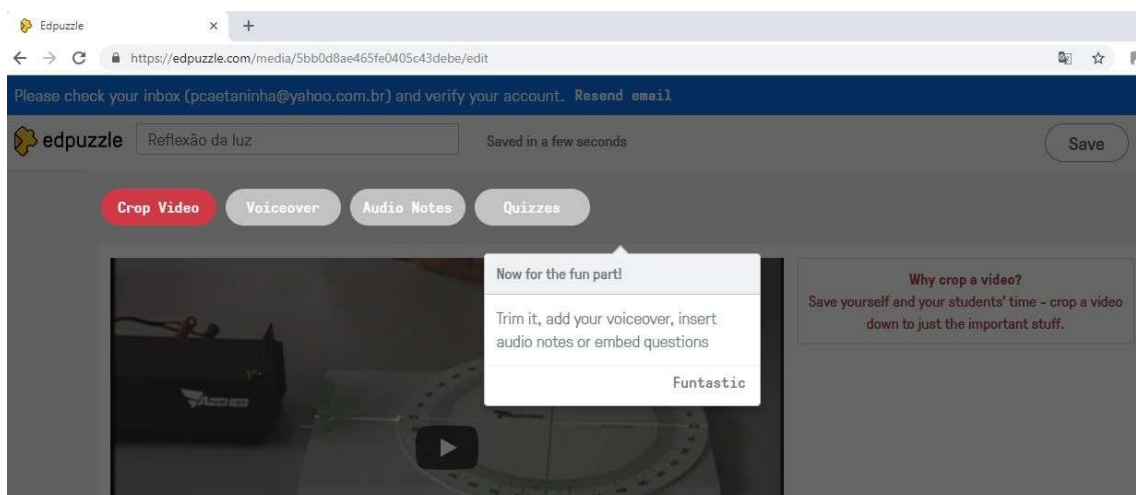 Edpuzzle
https://edpuzzle.com/media/5bb0d8ae465fe0405c43debe/edit
Please check your inbox (pcaetaninha@yahoo.com.br) and verify your account. Resend email
edpuzzle Reflexão da luz Saved in a few seconds Save
Crop Video Voiceover Audio Notes Quizzes
Now for the fun part!
Trim it, add your voiceover, insert
audio notes or embed questions
Funtastic
Why crop a video?
Save yourself and your students' time - crop a video
down to just the important stuff.